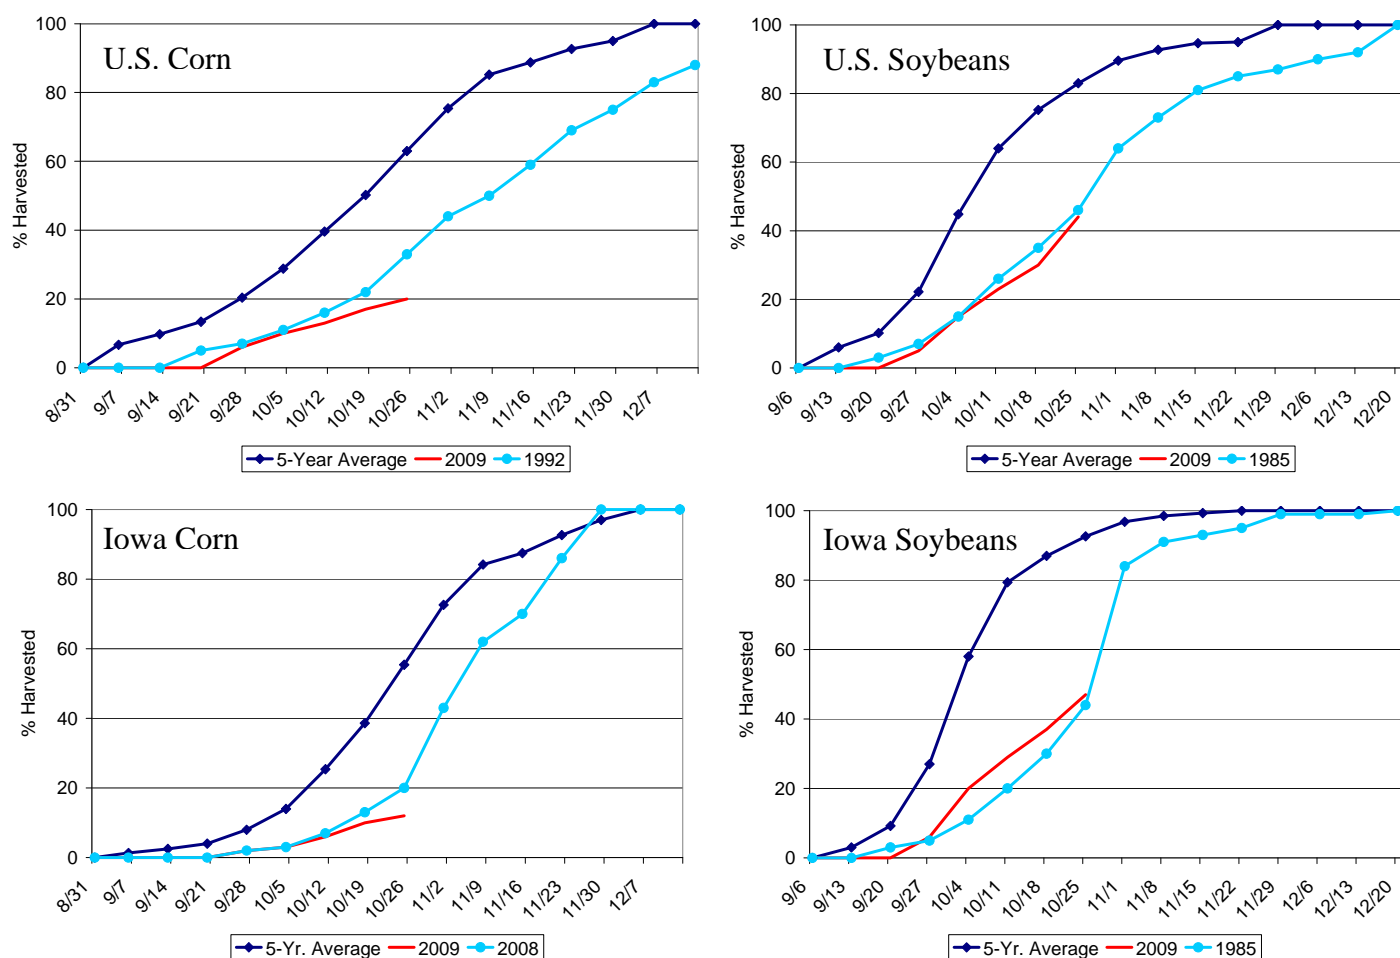 U.S. Corn
% Harvested
100
80
60
40
20
0
8/31 9/7 9/14 9/21 9/28 10/5 10/12 10/19 10/26 11/2 11/9 11/16 11/23 11/30 12/7
5-Year Average 2009 1992
U.S. Soybeans
% Harvested
100
80
60
40
20
0
9/6 9/13 9/20 9/27 10/4 10/11 10/18 10/25 11/1 11/8 11/15 11/22 11/29 12/6 12/13 12/20
5-Year Average 2009 1985
Iowa Corn
% Harvested
100
80
60
40
20
0
8/31 9/7 9/14 9/21 9/28 10/5 10/12 10/19 10/26 11/2 11/9 11/16 11/23 11/30 12/7
5-Yr. Average 2009 2008
Iowa Soybeans
% Harvested
100
80
60
40
20
0
9/6 9/13 9/20 9/27 10/4 10/11 10/18 10/25 11/1 11/8 11/15 11/22 11/29 12/6 12/13 12/20
5-Yr. Average 2009 1985